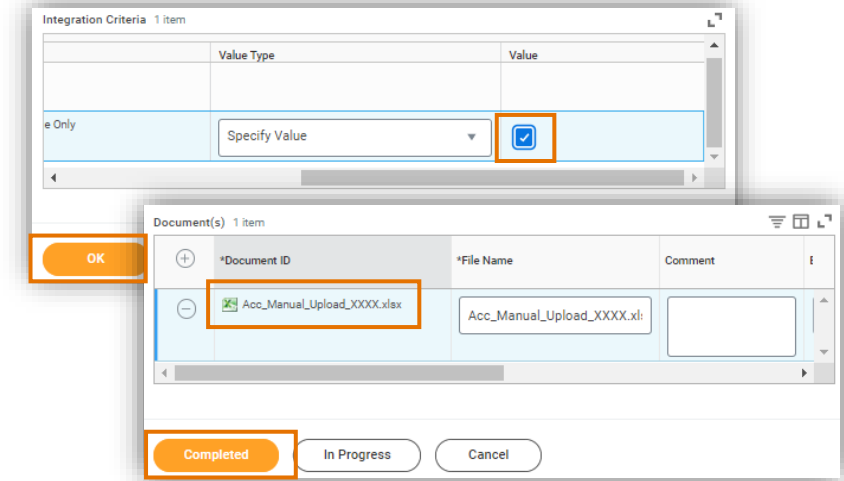 Integration Criteria 1 item
Value Type Value
e Only Specify Value
OK
Document(s) 1 item
*Document ID *File Name Comment
Acc_Manual_Upload_XXXX.xlsx Acc_Manual_Upload_XXXX.xl
Completed In Progress Cancel